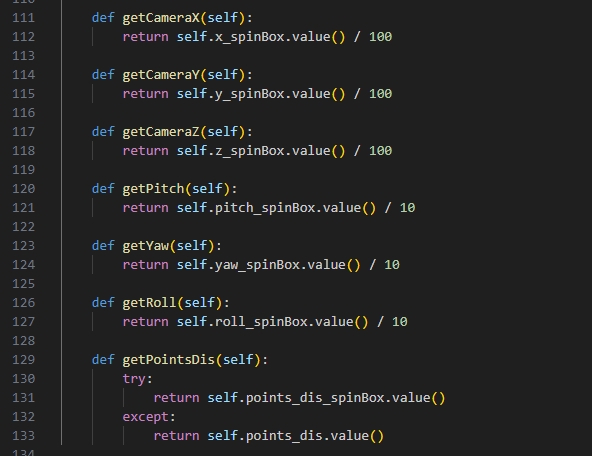 111 def getCameraX(self):
112 return self.x_spinBox.value() / 100
113
114 def getCameraY(self):
115 return self.y_spinBox.value() / 100
116
117 def getCameraZ(self):
118 return self.z_spinBox.value() / 100
119
120 def getPitch(self):
121 return self.pitch_spinBox.value() / 10
122
123 def getYaw(self):
124 return self.yaw_spinBox.value() / 10
125
126 def getRoll(self):
127 return self.roll_spinBox.value() / 10
128
129 def getPointsDis(self):
130 try:
131 return self.points_dis_spinBox.value()
132 except:
133 return self.points_dis.value()
134